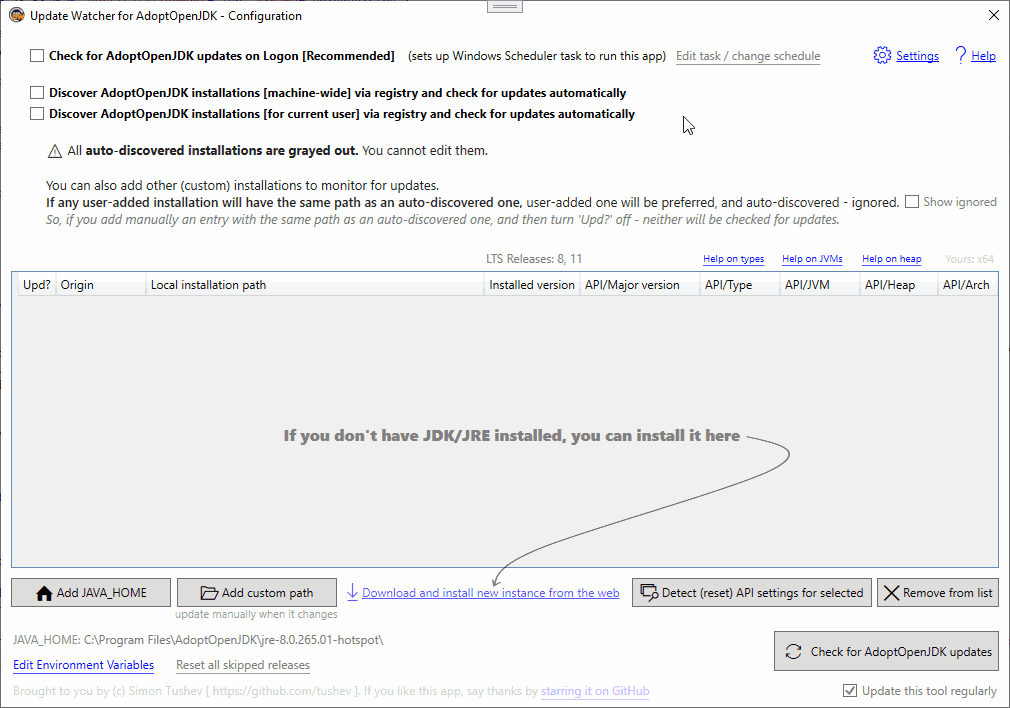 Update Watcher for AdoptOpenJDK - Configuration
Check for AdoptOpenJDK updates on Logon [Recommended] (sets up Windows Scheduler task to run this app) Edit task / change schedule Settings ? Help
Discover AdoptOpenJDK installations [machine-wide] via registry and check for updates automatically
Discover AdoptOpenJDK installations [for current user] via registry and check for updates automatically
All auto-discovered installations are grayed out. You cannot edit them.
You can also add other (custom) installations to monitor for updates.
If any user-added installation will have the same path as an auto-discovered one, user-added one will be preferred, and auto-discovered - ignored. Show ignored
So, if you add manually an entry with the same path as an auto-discovered one, and then turn 'Upd?' off - neither will be checked for updates.
LTS Releases: 8, 11 Help on types Help on JVMs Help on heap Yours: x64
Upd? Origin Local installation path Installed version API/Major version API/Type API/JVM API/Heap API/Arch
If you don't have JDK/JRE installed, you can install it here
Add JAVA_HOME Add custom path Download and install new instance from the web Detect (reset) API settings for selected Remove from list
update manually when it changes
JAVA_HOME: C:\Program Files\AdoptOpenJDK\jre-8.0.265.01-hotspot\
Check for AdoptOpenJDK updates
Edit Environment Variables Reset all skipped releases
Brought to you by (c) Simon Tushev [ https://github.com/tushev ]. If you like this app, say thanks by starring it on GitHub Update this tool regularly